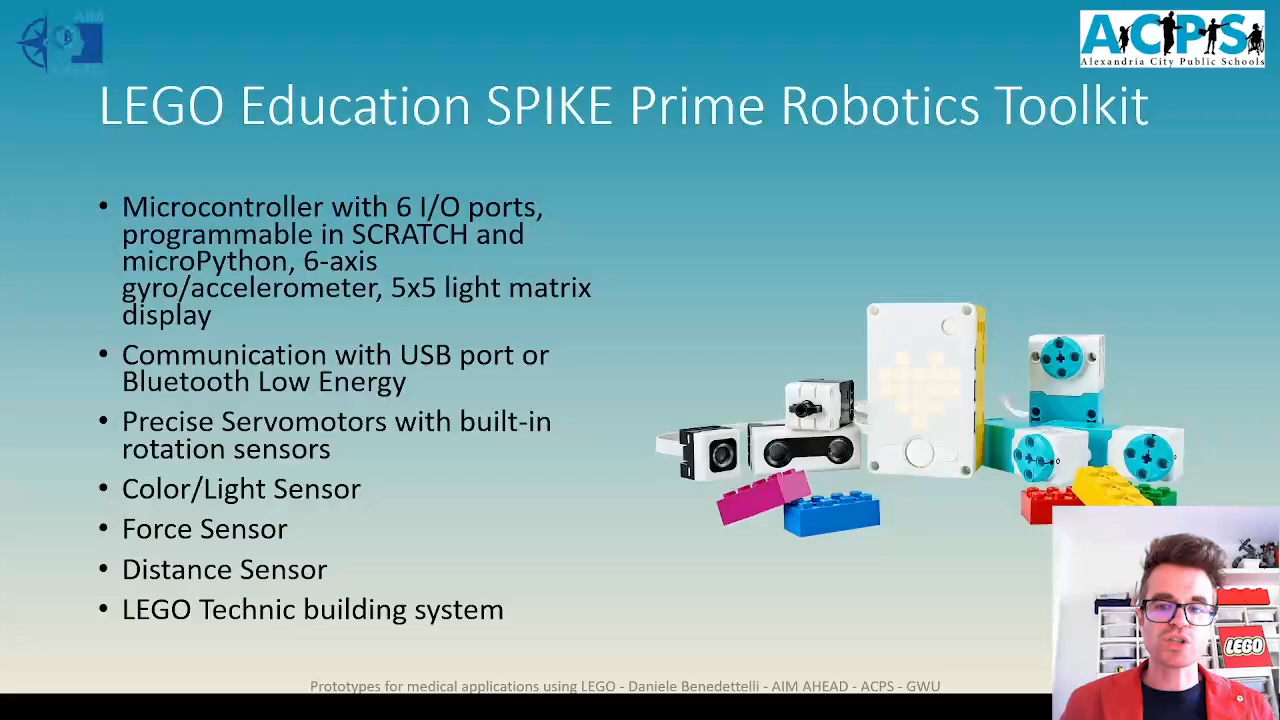 AIM
ACPS
Alexandria City Public Schools
LEGO Education SPIKE Prime Robotics Toolkit
• Microcontroller with 6 I/O ports,
programmable in SCRATCH and
microPython, 6-axis
gyro/accelerometer, 5x5 light matrix
display
• Communication with USB port or
Bluetooth Low Energy
• Precise Servomotors with built-in
rotation sensors
• Color/Light Sensor
• Force Sensor
• Distance Sensor
• LEGO Technic building system
LEGO
Prototypes for medical applications using LEGO - Daniele Benedettelli - AIM AHEAD - ACPS - GWU